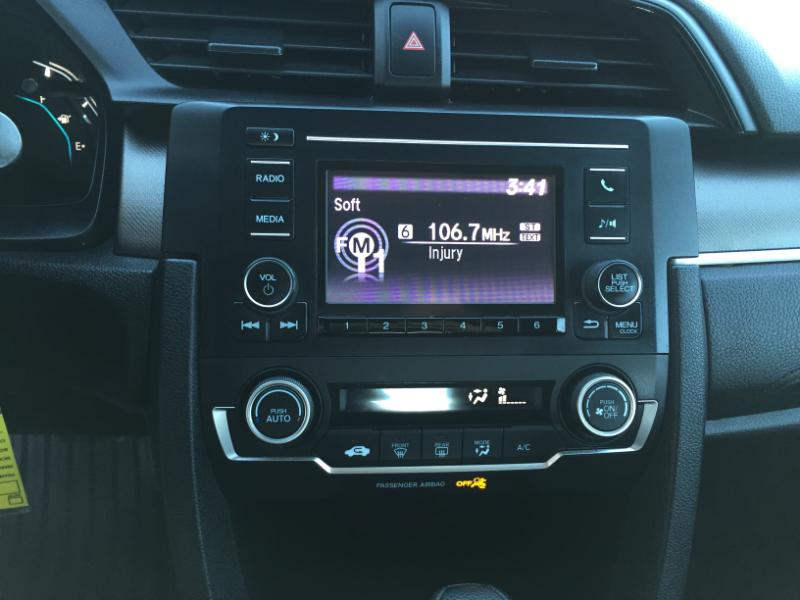 F
E
RADIO
MEDIA
3:41
Soft
6 106.7MHz ST
TEXT
FM1
Injury
VOL
LIST
PUSH
SELECT
1 2 3 4 5 6
MENU
CLOCK
PUSH
AUTO
PUSH
ON/
OFF
FRONT REAR MODE A/C
PASSENGER AIRBAG OFF